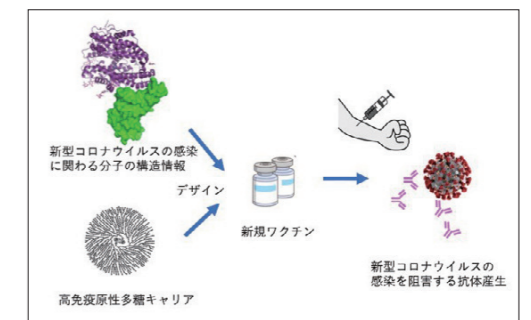 新型コロナウイルスの感染
に関わる分子の構造情報
デザイン
高免疫原性多糖キャリア
新規ワクチン
新型コロナウイルスの
感染を阻害する抗体産生